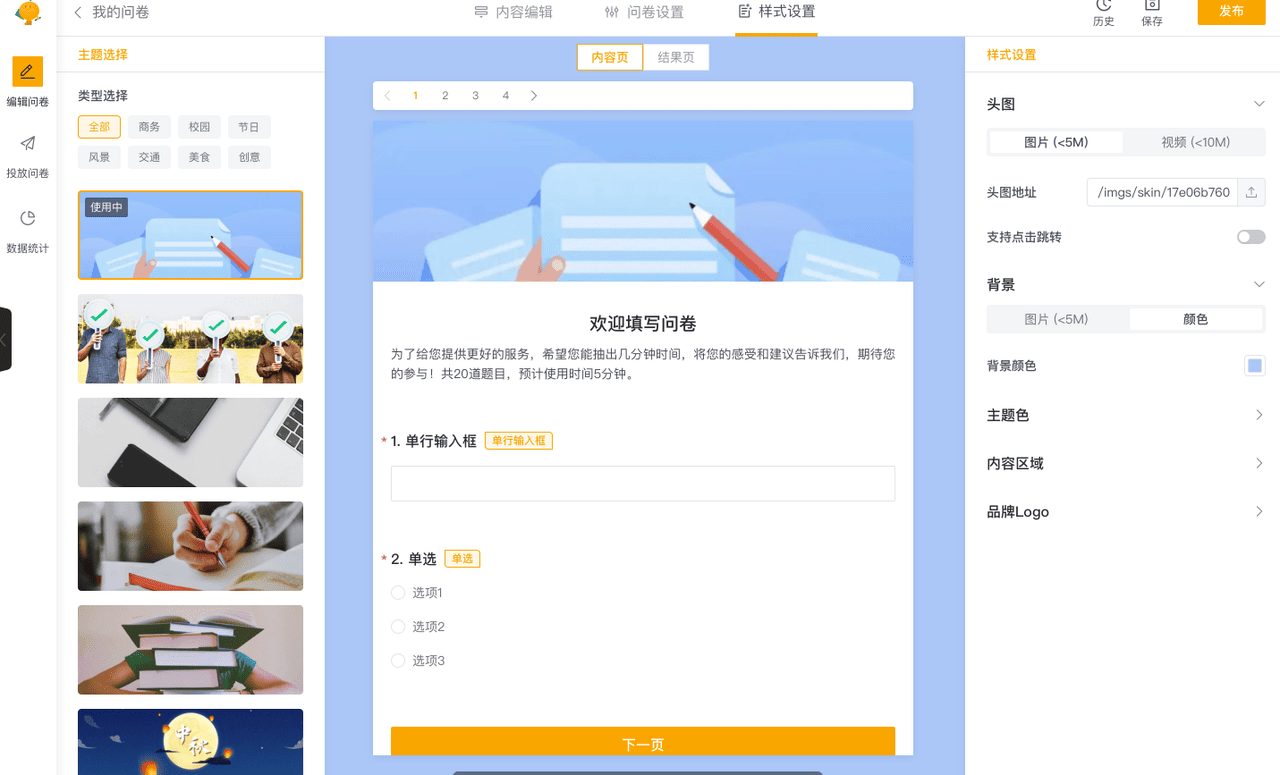 我的问卷
内容编辑
问卷设置
样式设置
历史
保存
发布
编辑问卷
投放问卷
数据统计
主题选择
类型选择
全部 商务 校园 节日
风景 交通 美食 创意
使用中
中秋
内容页 结果页
1 2 3 4
欢迎填写问卷
为了给您提供更好的服务，希望您能抽出几分钟时间，将您的感受和建议告诉我们，期待您
的参与！共20道题目，预计使用时间5分钟。
* 1. 单行输入框 单行输入框
* 2. 单选 单选
选项1
选项2
选项3
下一页
样式设置
头图
图片 (<5M) 视频 (<10M)
头图地址 /imgs/skin/17e06b760
支持点击跳转
背景
图片 (<5M) 颜色
背景颜色
主题色
内容区域
品牌Logo